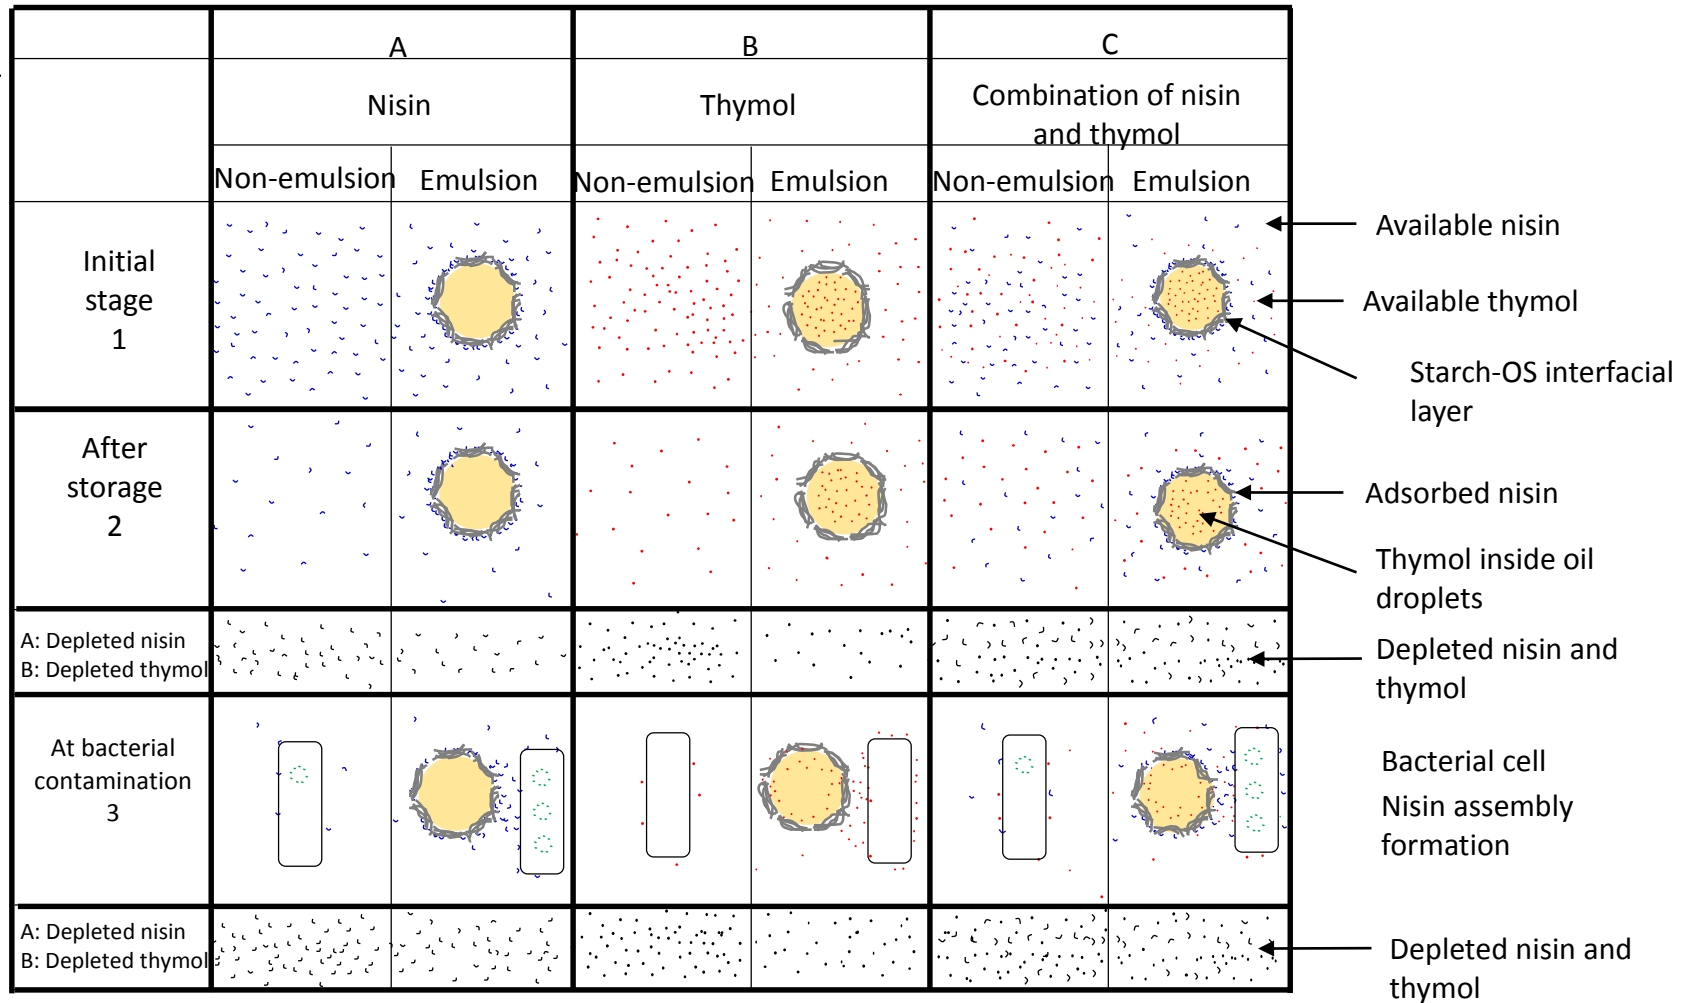 A
B
C
Nisin
Thymol
Combination of nisin
and thymol
Non-emulsion
Emulsion
Non-emulsion
Emulsion
Non-emulsion
Emulsion
Initial
stage
1
Available nisin
Available thymol
Starch-OS interfacial
layer
After
storage
2
Adsorbed nisin
Thymol inside oil
droplets
A: Depleted nisin
B: Depleted thymol
Depleted nisin and
thymol
At bacterial
contamination
3
Bacterial cell
Nisin assembly
formation
A: Depleted nisin
B: Depleted thymol
Depleted nisin and
thymol